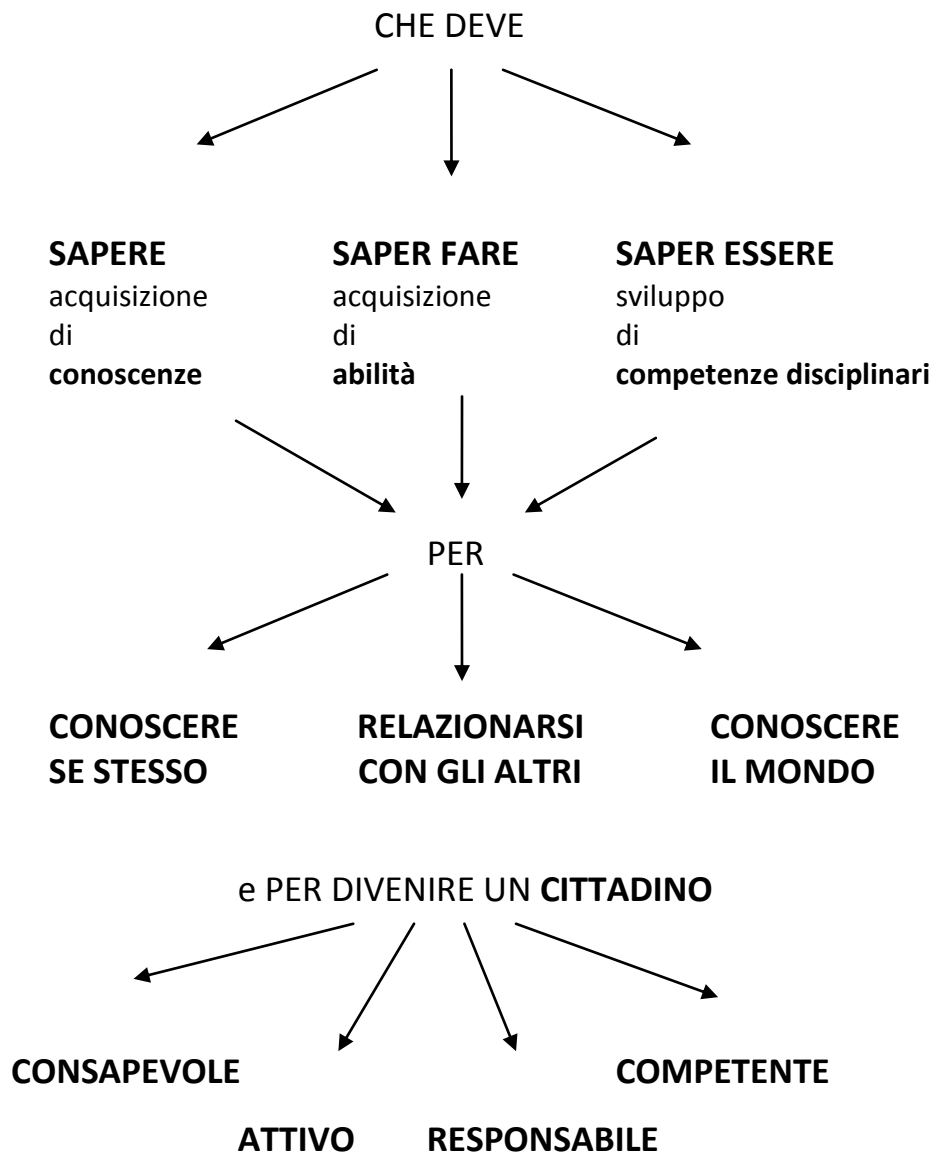 CHE DEVE
SAPERE
acquisizione
di
conoscenze
SAPER FARE
acquisizione
di
abilità
SAPER ESSERE
sviluppo
di
competenze disciplinari
PER
CONOSCERE
SE STESSO
RELAZIONARSI
CON GLI ALTRI
CONOSCERE
IL MONDO
e PER DIVENIRE UN CITTADINO
CONSAPEVOLE
ATTIVO
RESPONSABILE
COMPETENTE